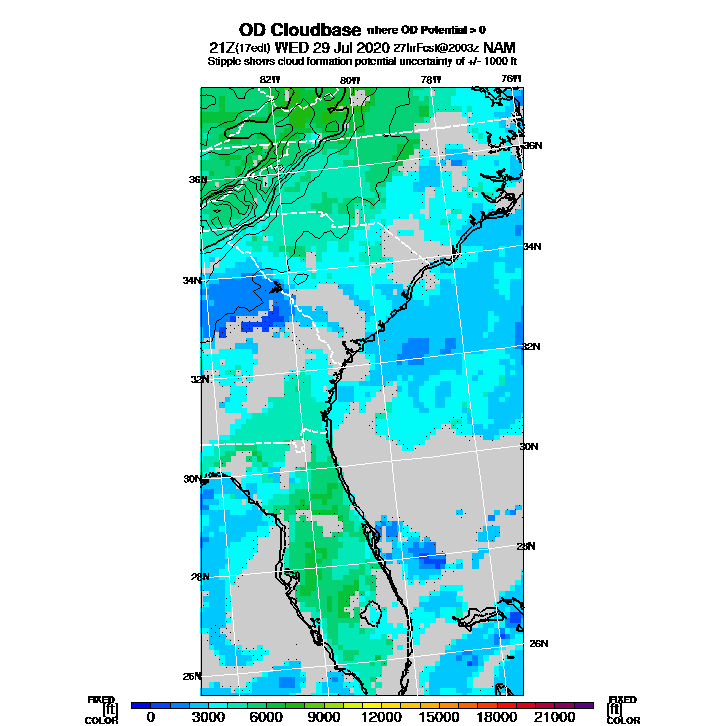 OD Cloudbase where OD Potential > 0
21Z(17edt) WED 29 Jul 2020 27hrFcst@2003z NAM
Stipple shows cloud formation potential uncertainty of +/- 1000 ft
82W 80W 78W 76W
36N
36N
34N
34N
32N
32N
30N
30N
28N
28N
26N
26N
FIXED FIXED
[ft] [ft]
COLOR 0 3000 6000 9000 12000 15000 18000 21000 COLOR